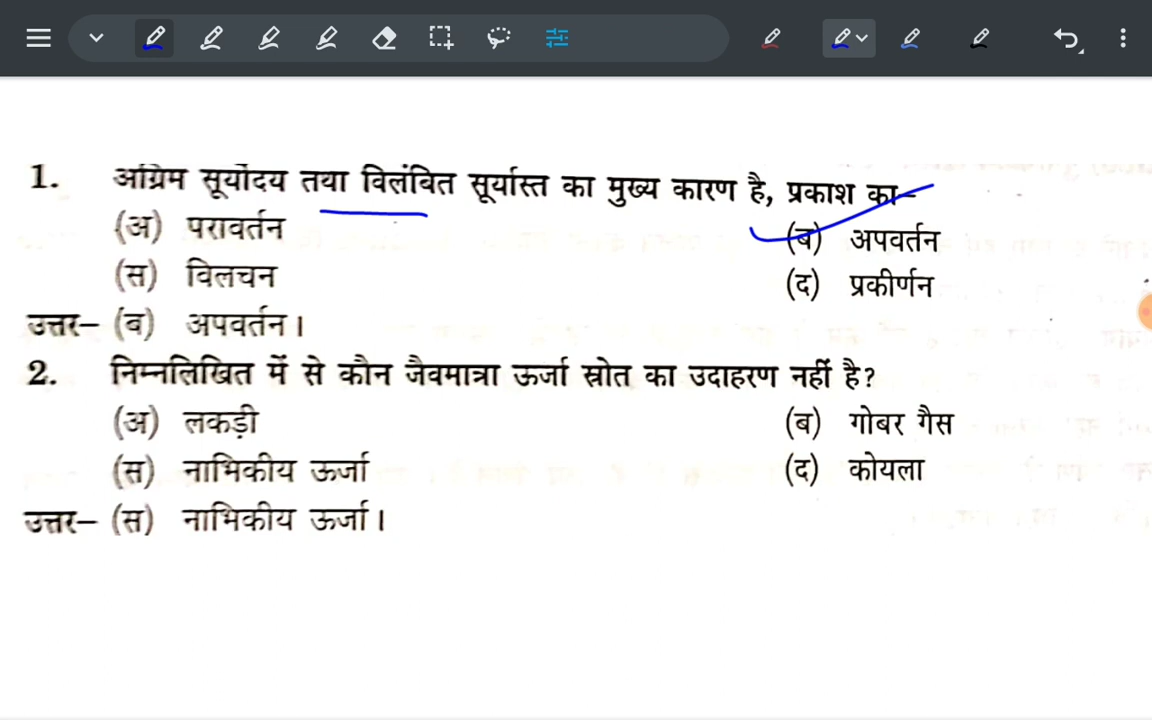 1. अग्रिम सूर्योदय तथा विलंबित सूर्यास्त का मुख्य कारण है, प्रकाश का–
(अ) परावर्तन (ब) अपवर्तन
(स) विलचन (द) प्रकीर्णन
उत्तर– (ब) अपवर्तन।
2. निम्नलिखित में से कौन जैवमात्रा ऊर्जा स्रोत का उदाहरण नहीं है?
(अ) लकड़ी (ब) गोबर गैस
(स) नाभिकीय ऊर्जा (द) कोयला
उत्तर– (स) नाभिकीय ऊर्जा।